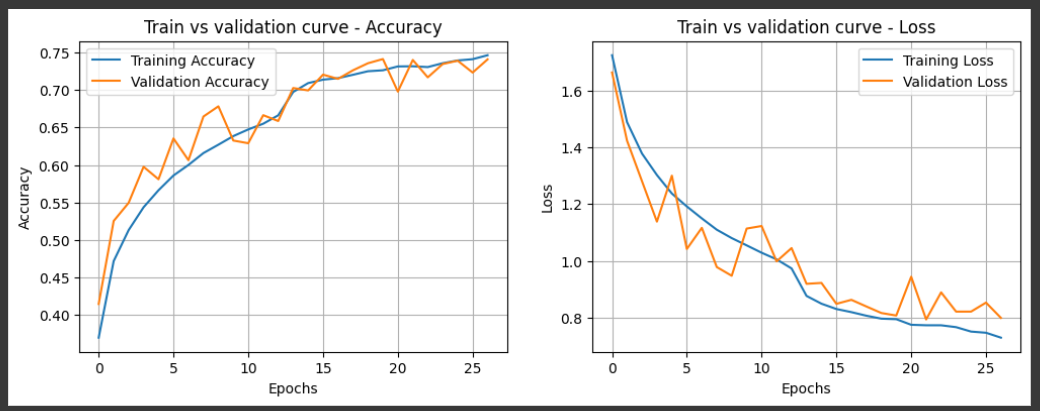 Train vs validation curve - Accuracy
Training Accuracy
Validation Accuracy
0.75
0.70
0.65
0.60
0.55
0.50
0.45
0.40
Accuracy
0
5
10
15
20
25
Epochs
Train vs validation curve - Loss
Training Loss
Validation Loss
1.6
1.4
1.2
1.0
0.8
Loss
0
5
10
15
20
25
Epochs